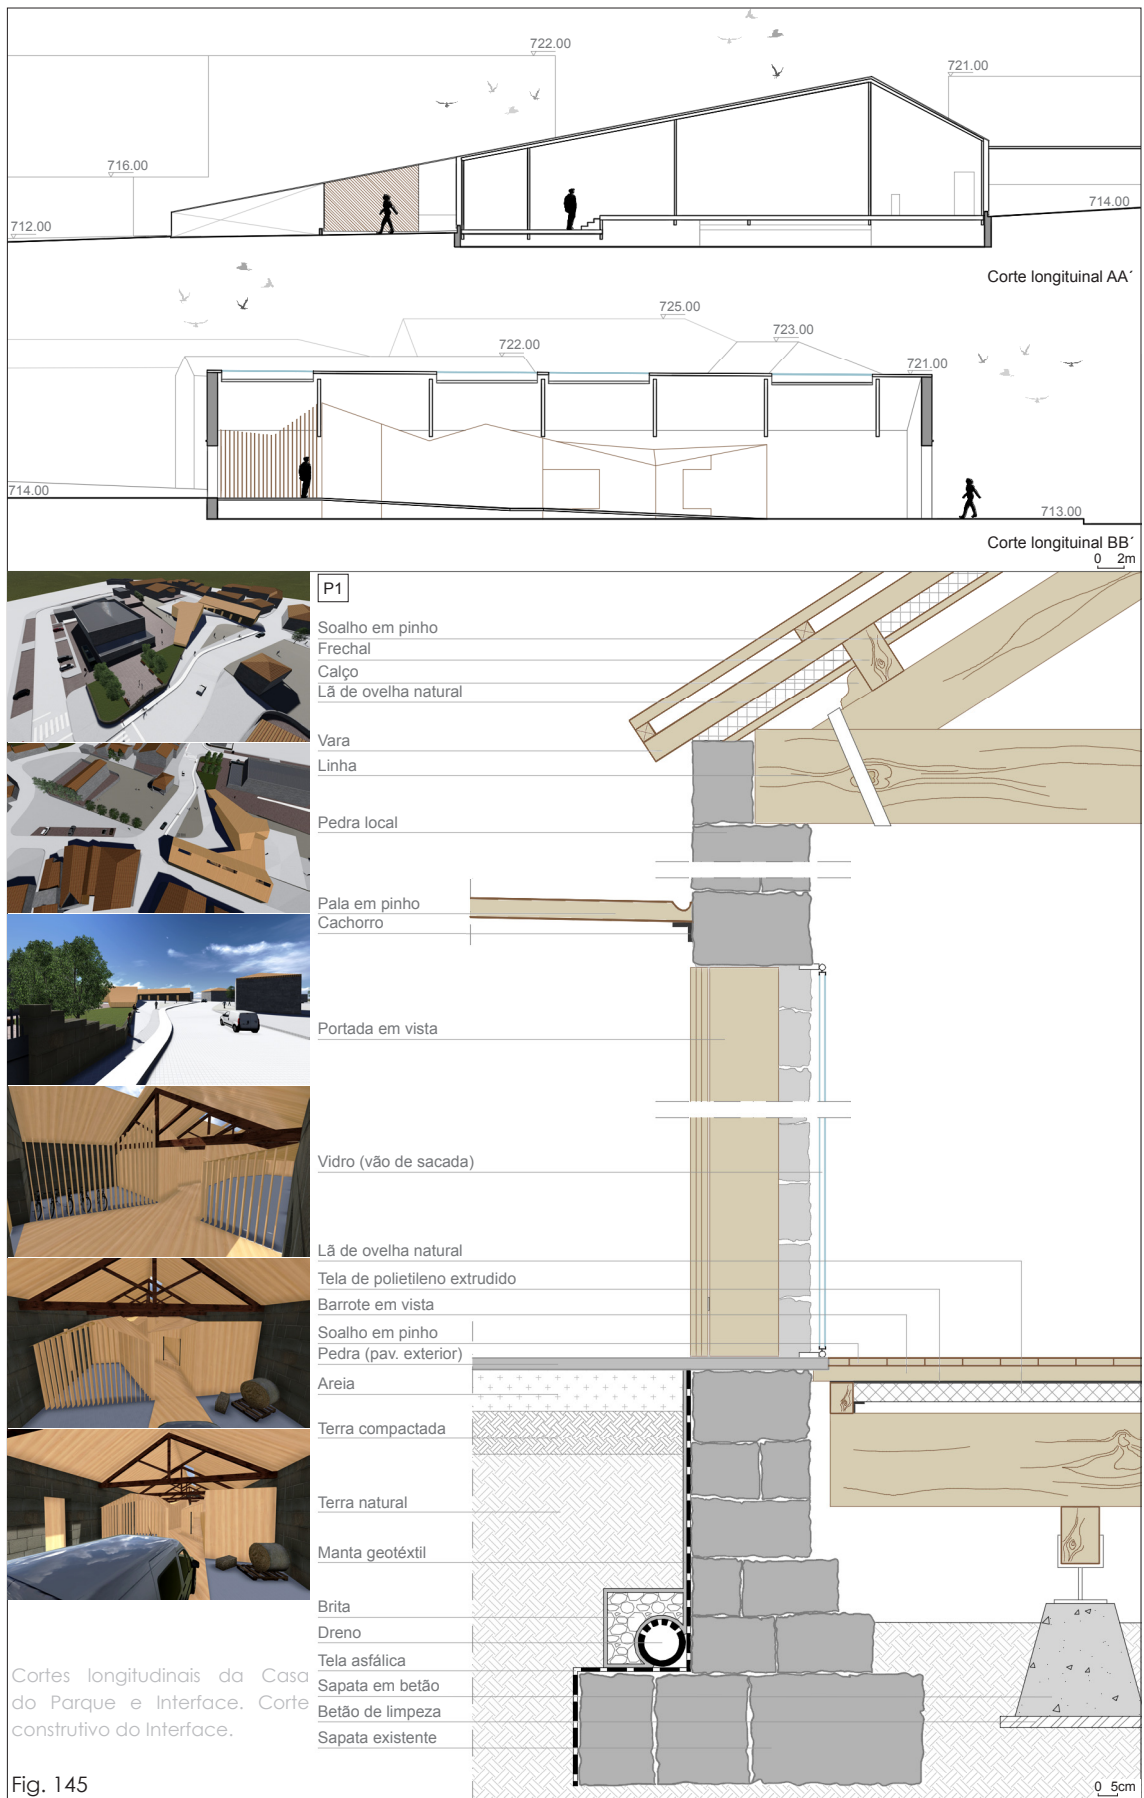 722.00
721.00
716.00
714.00
712.00
Corte longituinal AA´
725.00
723.00
722.00
721.00
714.00
713.00
Corte longituinal BB´
0 2m
P1
Soalho em pinho
Frechal
Calço
Lã de ovelha natural
Vara
Linha
Pedra local
Pala em pinho
Cachorro
Portada em vista
Vidro (vão de sacada)
Lã de ovelha natural
Tela de polietileno extrudido
Barrote em vista
Soalho em pinho
Pedra (pav. exterior)
Areia
Terra compactada
Terra natural
Manta geotéxtil
Brita
Dreno
Tela asfálica
Sapata em betão
Betão de limpeza
Sapata existente
0 5cm
Cortes longitudinais da Casa
do Parque e Interface. Corte
construtivo do Interface.
Fig. 145